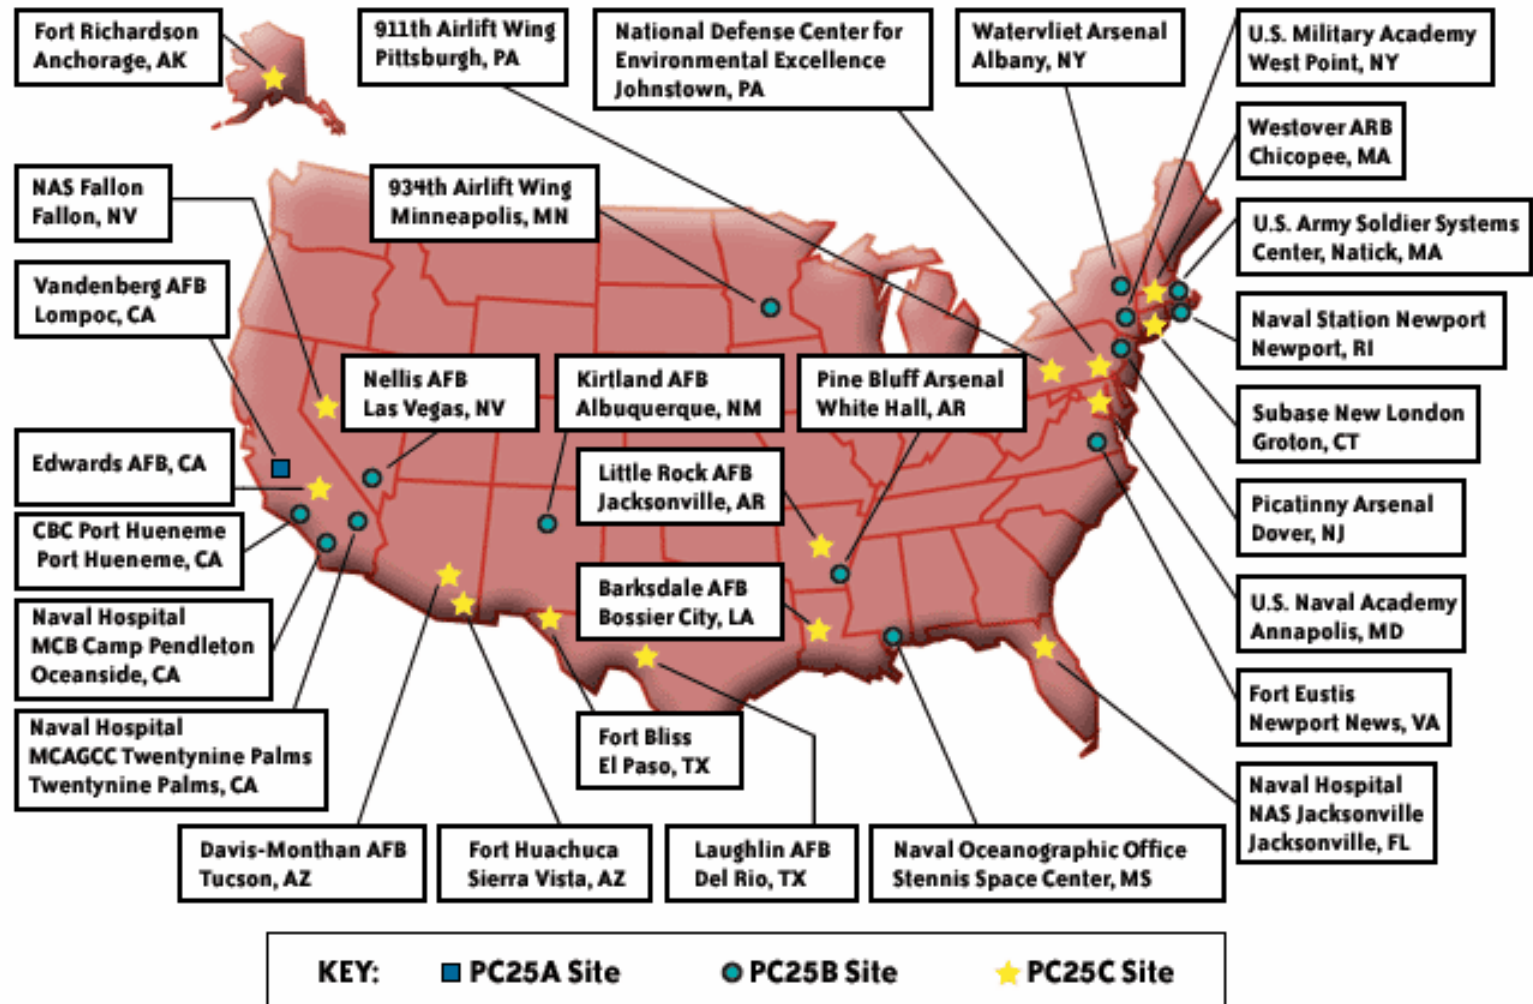 Fort Richardson
Anchorage, AK
911th Airlift Wing
Pittsburgh, PA
National Defense Center for
Environmental Excellence
Johnstown, PA
Watervliet Arsenal
Albany, NY
U.S. Military Academy
West Point, NY
Westover ARB
Chicopee, MA
NAS Fallon
Fallon, NV
934th Airlift Wing
Minneapolis, MN
U.S. Army Soldier Systems
Center, Natick, MA
Vandenberg AFB
Lompoc, CA
Naval Station Newport
Newport, RI
Nellis AFB
Las Vegas, NV
Kirtland AFB
Albuquerque, NM
Pine Bluff Arsenal
White Hall, AR
Subase New London
Groton, CT
Edwards AFB, CA
Little Rock AFB
Jacksonville, AR
Picatinny Arsenal
Dover, NJ
CBC Port Hueneme
Port Hueneme, CA
Barksdale AFB
Bossier City, LA
U.S. Naval Academy
Annapolis, MD
Naval Hospital
MCB Camp Pendleton
Oceanside, CA
Fort Eustis
Newport News, VA
Naval Hospital
MCAGCC Twentynine Palms
Twentynine Palms, CA
Fort Bliss
El Paso, TX
Naval Hospital
NAS Jacksonville
Jacksonville, FL
Davis-Monthan AFB
Tucson, AZ
Fort Huachuca
Sierra Vista, AZ
Laughlin AFB
Del Rio, TX
Naval Oceanographic Office
Stennis Space Center, MS
KEY: PC25A Site PC25B Site PC25C Site